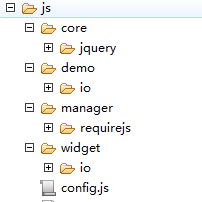 js
core
jquery
demo
io
manager
requirejs
widget
io
config.js